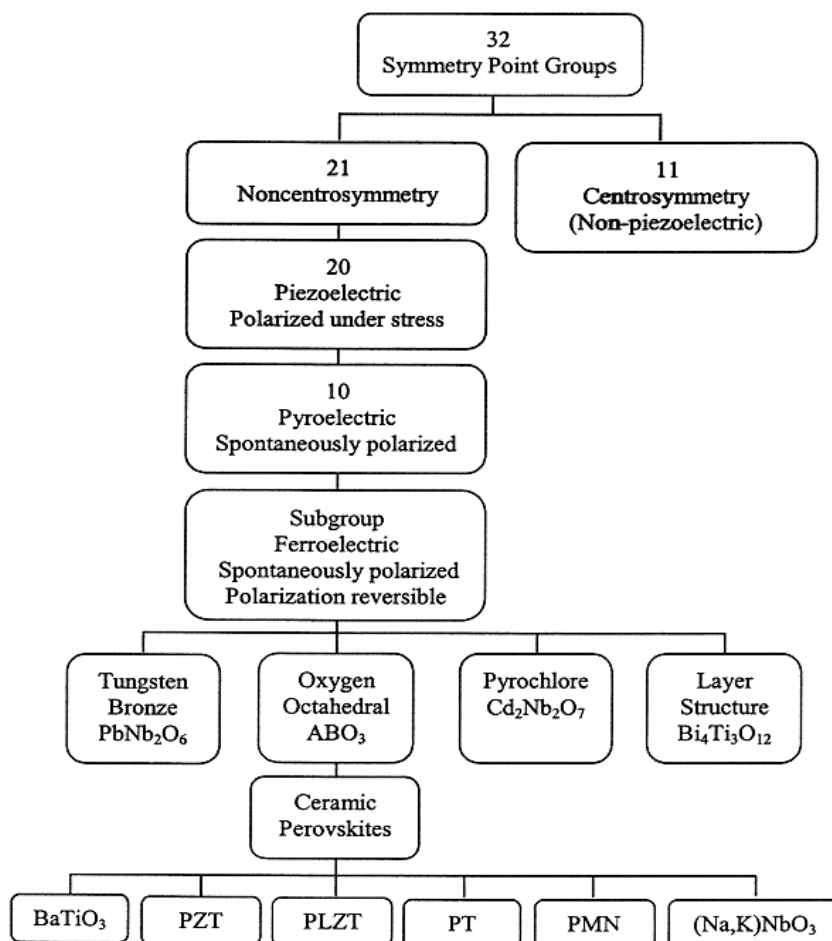 32
Symmetry Point Groups
21
Noncentrosymmetry
11
Centrosymmetry
(Non-piezoelectric)
20
Piezoelectric
Polarized under stress
10
Pyroelectric
Spontaneously polarized
Subgroup
Ferroelectric
Spontaneously polarized
Polarization reversible
Tungsten
Bronze
PbNb₂O₆
Oxygen
Octahedral
ABO₃
Pyrochlore
Cd₂Nb₂O₇
Layer
Structure
Bi₄Ti₃O₁₂
Ceramic
Perovskites
BaTiO₃
PZT
PLZT
PT
PMN
(Na,K)NbO₃